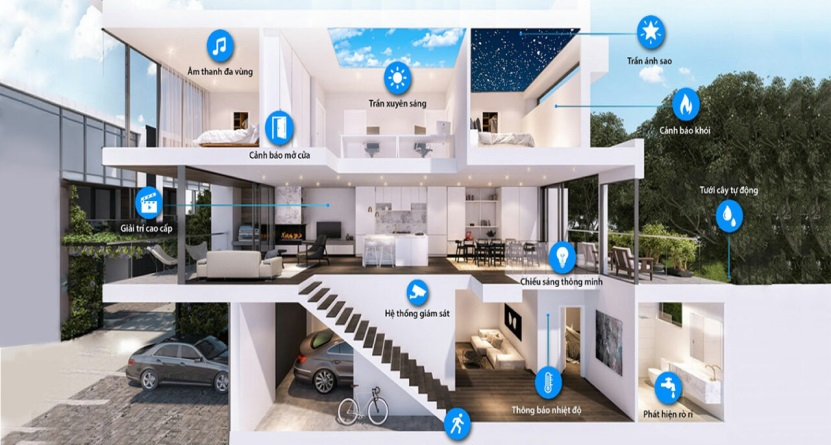 Âm thanh đa vùng
Trần xuyên sáng
Trần ánh sao
Cảnh báo mở cửa
Cảnh báo khói
Giải trí cao cấp
Tưới cây tự động
Chiếu sáng thông minh
Hệ thống giám sát
Thông báo nhiệt độ
Phát hiện rò rỉ